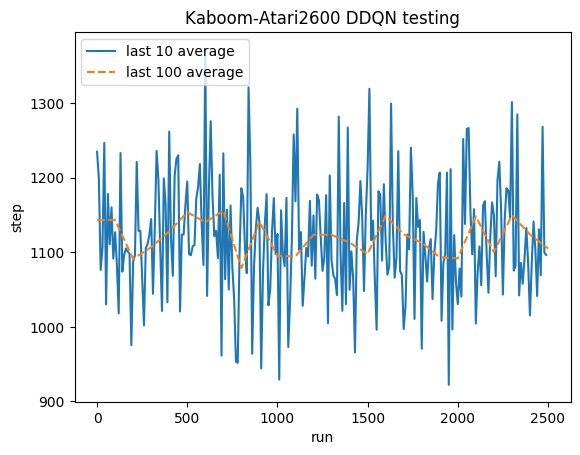 Kaboom-Atari2600 DDQN testing
last 10 average
last 100 average
1300
1200
1100
1000
900
step
0
500
1000
1500
2000
2500
run